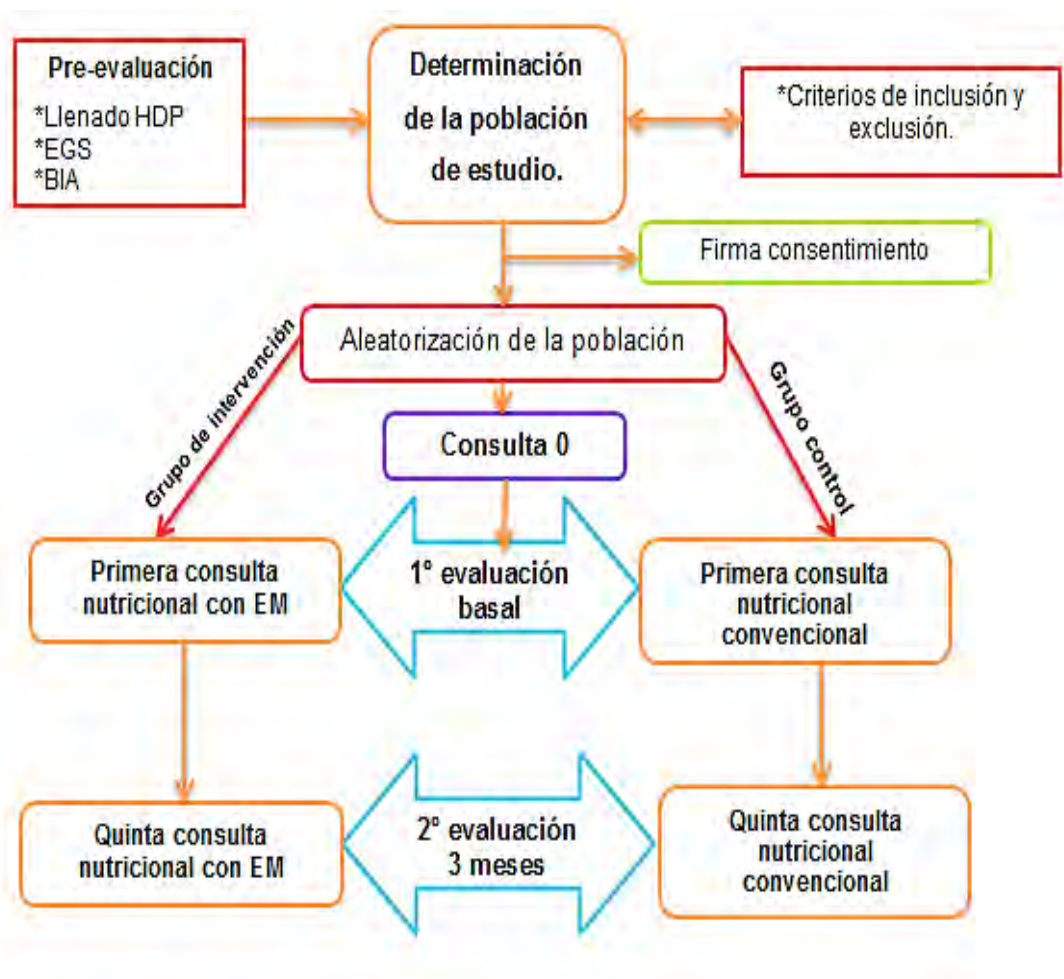 Pre-evaluación
*Llenado HDP
*EGS
*BIA
Determinación
de la población
de estudio.
*Criterios de inclusión y
exclusión.
Firma consentimiento
Aleatorización de la población
Grupo de intervención
Grupo control
Consulta 0
Primera consulta
nutricional con EM
1º evaluación
basal
Primera consulta
nutricional
convencional
Quinta consulta
nutricional con EM
2º evaluación
3 meses
Quinta consulta
nutricional
convencional